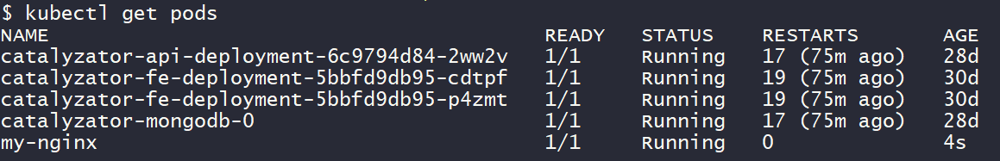 $ kubectl get pods
NAME READY STATUS RESTARTS AGE
catalyzator-api-deployment-6c9794d84-2ww2v 1/1 Running 17 (75m ago) 28d
catalyzator-fe-deployment-5bbfd9db95-cdtpf 1/1 Running 19 (75m ago) 30d
catalyzator-fe-deployment-5bbfd9db95-p4zmt 1/1 Running 19 (75m ago) 30d
catalyzator-mongodb-0 1/1 Running 17 (75m ago) 28d
my-nginx 1/1 Running 0 4s